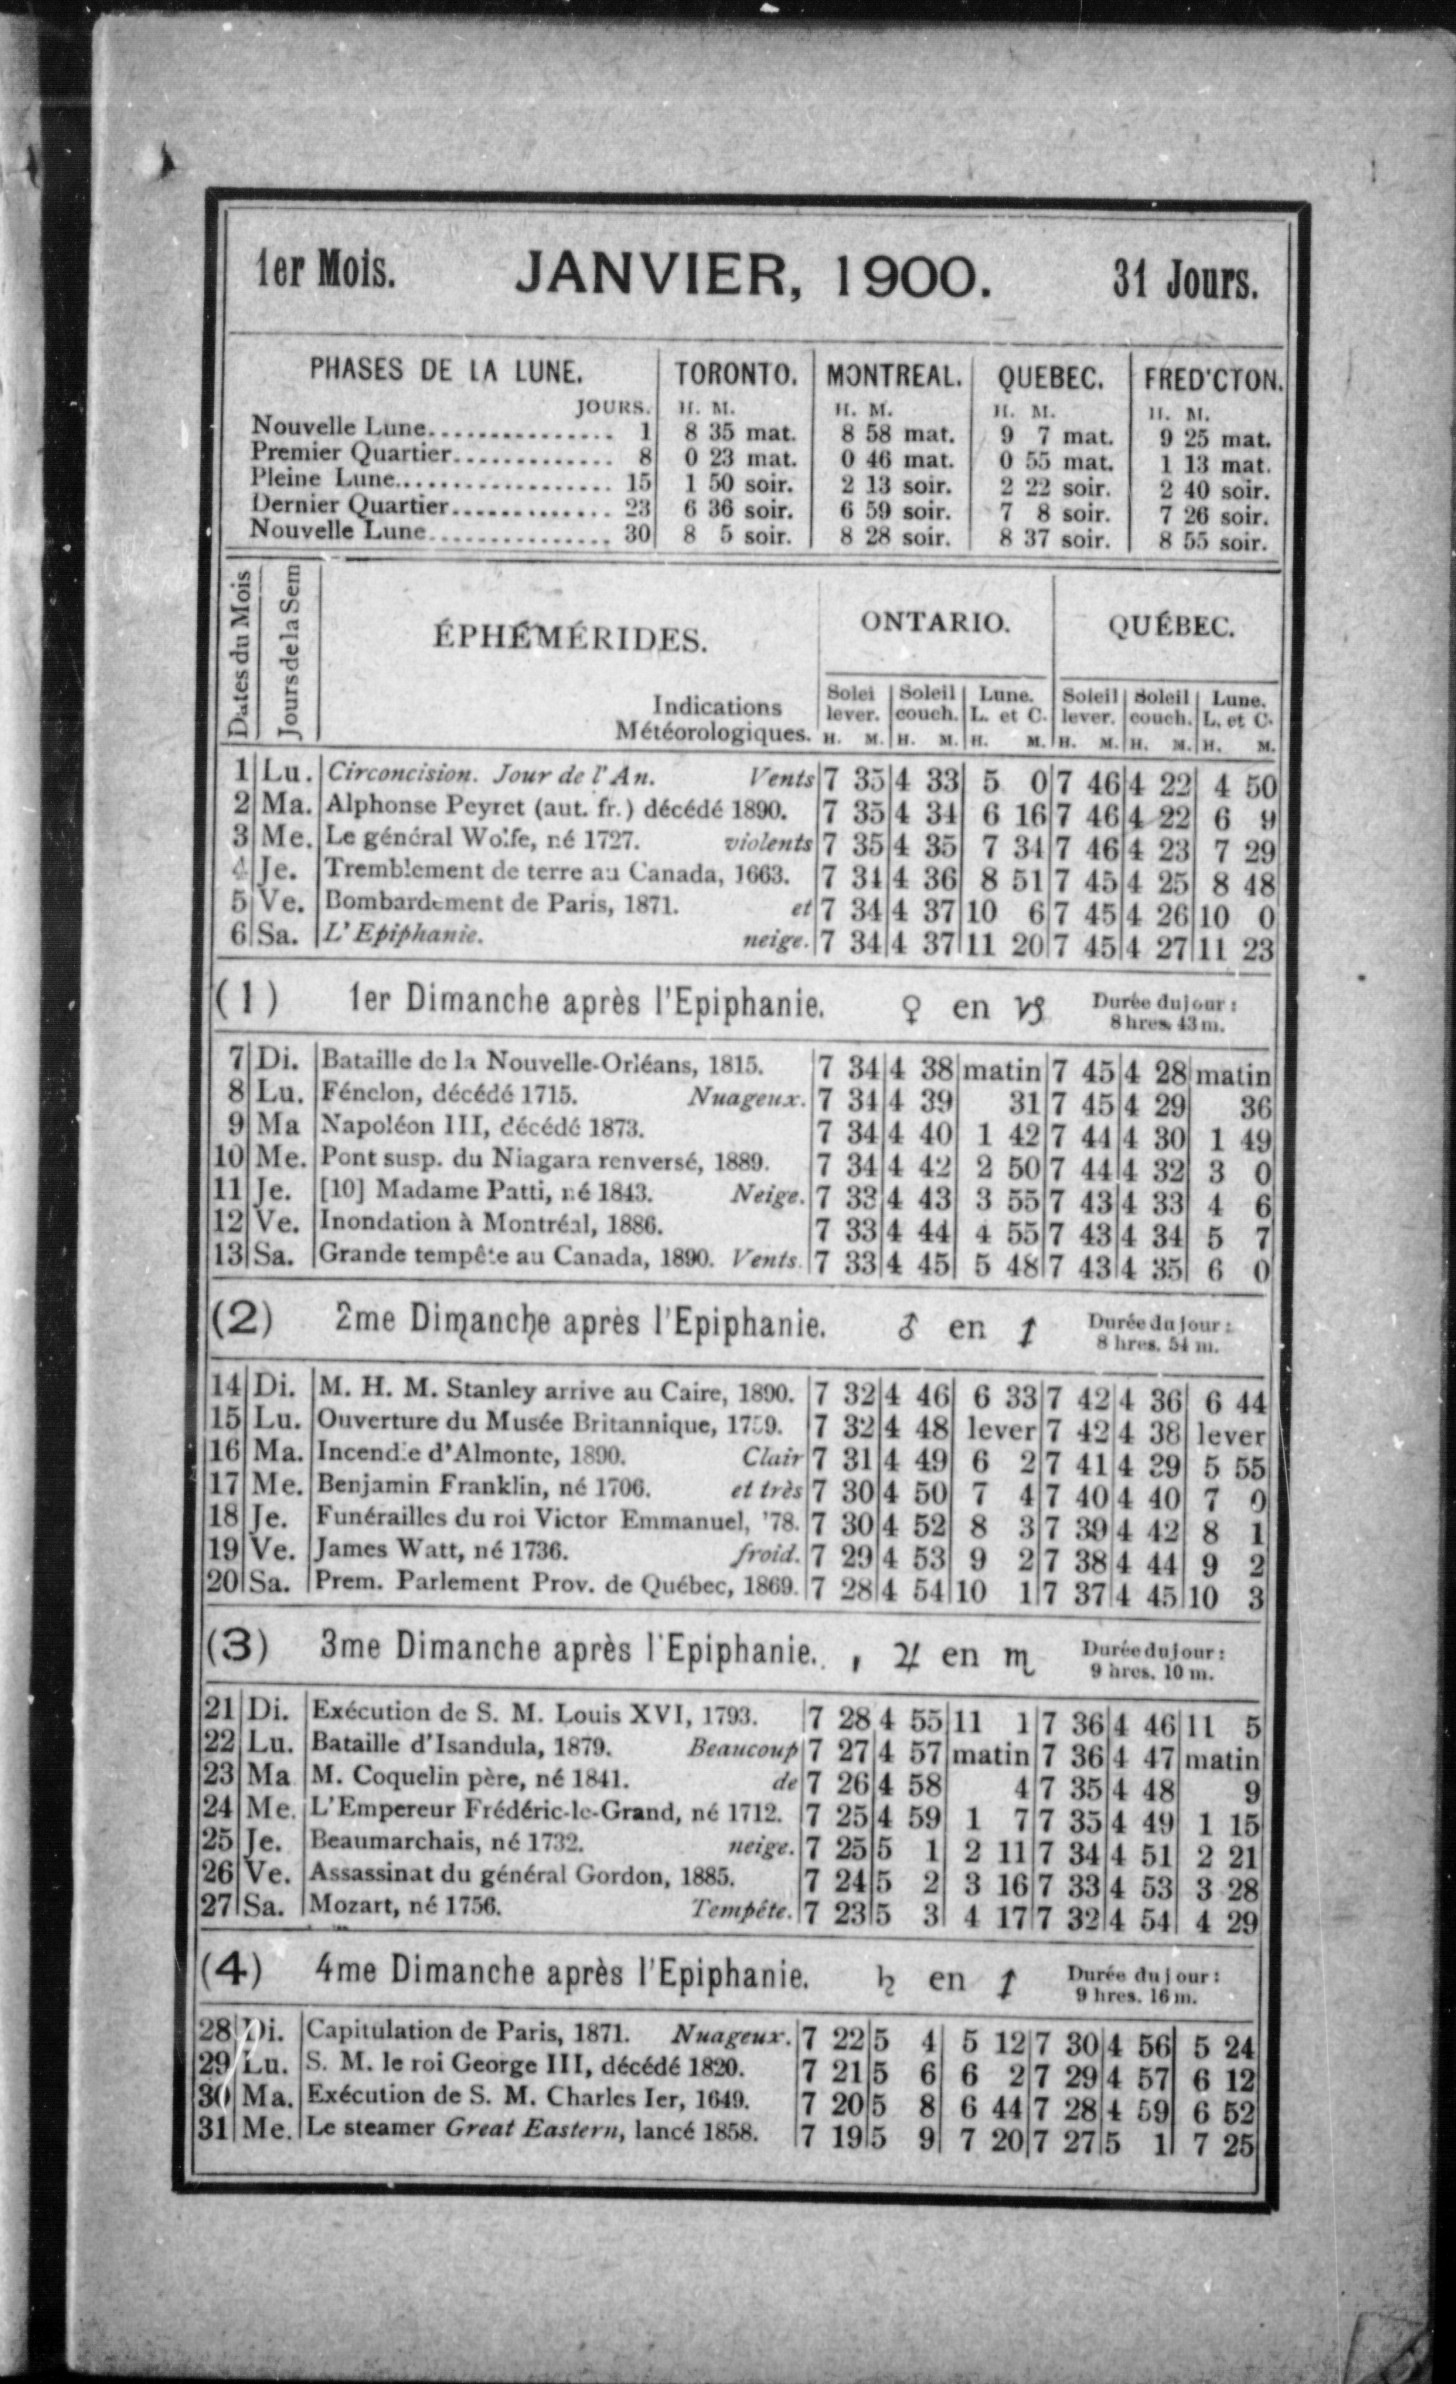 1er Mois. JANVIER, 1900. 31 Jours.
PHASES DE LA LUNE. TORONTO. MONTREAL. QUEBEC. FRED'CTON.
JOURS. H. M. H. M. H. M. H. M.
Nouvelle Lune............... 1 8 35 mat. 8 58 mat. 9 7 mat. 9 25 mat.
Premier Quartier............. 8 0 23 mat. 0 46 mat. 0 55 mat. 1 13 mat.
Pleine Lune.................. 15 1 50 soir. 2 13 soir. 2 22 soir. 2 40 soir.
Dernier Quartier............. 23 6 36 soir. 6 59 soir. 7 8 soir. 7 26 soir.
Nouvelle Lune............... 30 8 5 soir. 8 28 soir. 8 37 soir. 8 55 soir.
Dates du Mois
Jours de la Sem
ÉPHÉMÉRIDES. ONTARIO. QUÉBEC.
Indications Solei Soleil Lune. Soleil Soleil Lune.
Météorologiques. lever. couch. L. et C. lever. couch. L. et C.
H. M. H. M. H. M. H. M. H. M. H. M.
1 Lu. Circoncision. Jour de l'An. Vents 7 35 4 33 5 0 7 46 4 22 4 50
2 Ma. Alphonse Peyret (aut. fr.) décédé 1890. 7 35 4 34 6 16 7 46 4 22 6 9
3 Me. Le général Wolfe, né 1727. violents 7 35 4 35 7 34 7 46 4 23 7 29
4 Je. Tremblement de terre au Canada, 1663. 7 34 4 36 8 51 7 45 4 25 8 48
5 Ve. Bombardement de Paris, 1871. et 7 34 4 37 10 6 7 45 4 26 10 0
6 Sa. L'Epiphanie. neige. 7 34 4 37 11 20 7 45 4 27 11 23
(1) 1er Dimanche après l'Epiphanie. ♀ en ♑ Durée du jour :
8 hres. 43 m.
7 Di. Bataille de la Nouvelle-Orléans, 1815. 7 34 4 38 matin 7 45 4 28 matin
8 Lu. Fénelon, décédé 1715. Nuageux. 7 34 4 39 31 7 45 4 29 36
9 Ma Napoléon III, décédé 1873. 7 34 4 40 1 42 7 44 4 30 1 49
10 Me. Pont susp. du Niagara renversé, 1889. 7 34 4 42 2 50 7 44 4 32 3 0
11 Je. [10] Madame Patti, né 1843. Neige. 7 33 4 43 3 55 7 43 4 33 4 6
12 Ve. Inondation à Montréal, 1886. 7 33 4 44 4 55 7 43 4 34 5 7
13 Sa. Grande tempête au Canada, 1890. Vents. 7 33 4 45 5 48 7 43 4 35 6 0
(2) 2me Dimanche après l'Epiphanie. ♂ en ♐ Durée du jour :
8 hres. 54 m.
14 Di. M. H. M. Stanley arrive au Caire, 1890. 7 32 4 46 6 33 7 42 4 36 6 44
15 Lu. Ouverture du Musée Britannique, 1759. 7 32 4 48 lever 7 42 4 38 lever
16 Ma. Incendie d'Almonte, 1890. Clair 7 31 4 49 6 2 7 41 4 39 5 55
17 Me. Benjamin Franklin, né 1706. et très 7 30 4 50 7 4 7 40 4 40 7 0
18 Je. Funérailles du roi Victor Emmanuel, '78. 7 30 4 52 8 3 7 39 4 42 8 1
19 Ve. James Watt, né 1736. froid. 7 29 4 53 9 2 7 38 4 44 9 2
20 Sa. Prem. Parlement Prov. de Québec, 1869. 7 28 4 54 10 1 7 37 4 45 10 3
(3) 3me Dimanche après l'Epiphanie. ♃ en ♏ Durée du jour :
9 hres. 10 m.
21 Di. Exécution de S. M. Louis XVI, 1793. 7 28 4 55 11 1 7 36 4 46 11 5
22 Lu. Bataille d'Isandula, 1879. Beaucoup 7 27 4 57 matin 7 36 4 47 matin
23 Ma M. Coquelin père, né 1841. de 7 26 4 58 4 7 35 4 48 9
24 Me. L'Empereur Frédéric-le-Grand, né 1712. 7 25 4 59 1 7 7 35 4 49 1 15
25 Je. Beaumarchais, né 1732. neige. 7 25 5 1 2 11 7 34 4 51 2 21
26 Ve. Assassinat du général Gordon, 1885. 7 24 5 2 3 16 7 33 4 53 3 28
27 Sa. Mozart, né 1756. Tempête. 7 23 5 3 4 17 7 32 4 54 4 29
(4) 4me Dimanche après l'Epiphanie. ♄ en ♐ Durée du jour :
9 hres. 16 m.
28 Di. Capitulation de Paris, 1871. Nuageux. 7 22 5 4 5 12 7 30 4 56 5 24
29 Lu. S. M. le roi George III, décédé 1820. 7 21 5 6 6 2 7 29 4 57 6 12
30 Ma. Exécution de S. M. Charles Ier, 1649. 7 20 5 8 6 44 7 28 4 59 6 52
31 Me. Le steamer Great Eastern, lancé 1858. 7 19 5 9 7 20 7 27 5 1 7 25